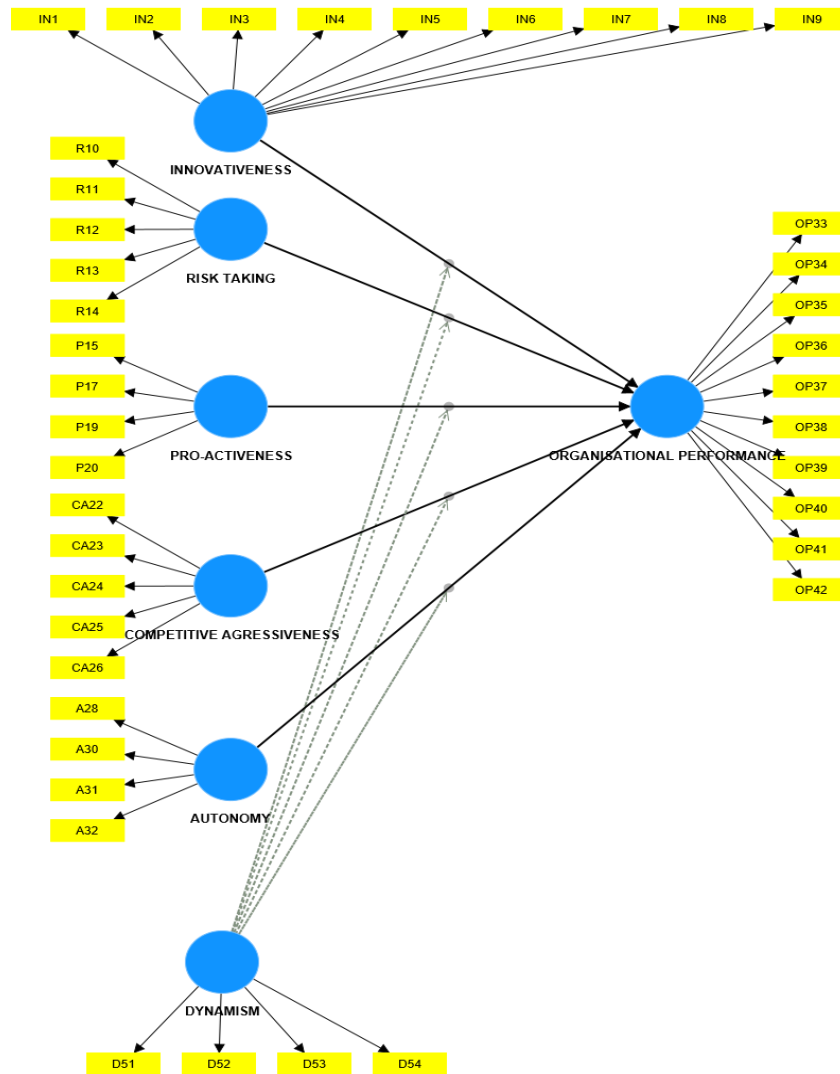 IN1 IN2 IN3 IN4 IN5 IN6 IN7 IN8 IN9
INNOVATIVENESS
R10
R11
R12
R13
R14
RISK TAKING
P15
P17
P19
P20
PRO-ACTIVENESS
CA22
CA23
CA24
CA25
CA26
COMPETITIVE AGRESSIVENESS
A28
A30
A31
A32
AUTONOMY
DYNAMISM
D51 D52 D53 D54
OP33
OP34
OP35
OP36
OP37
OP38
OP39
OP40
OP41
OP42
ORGANISATIONAL PERFORMANCE